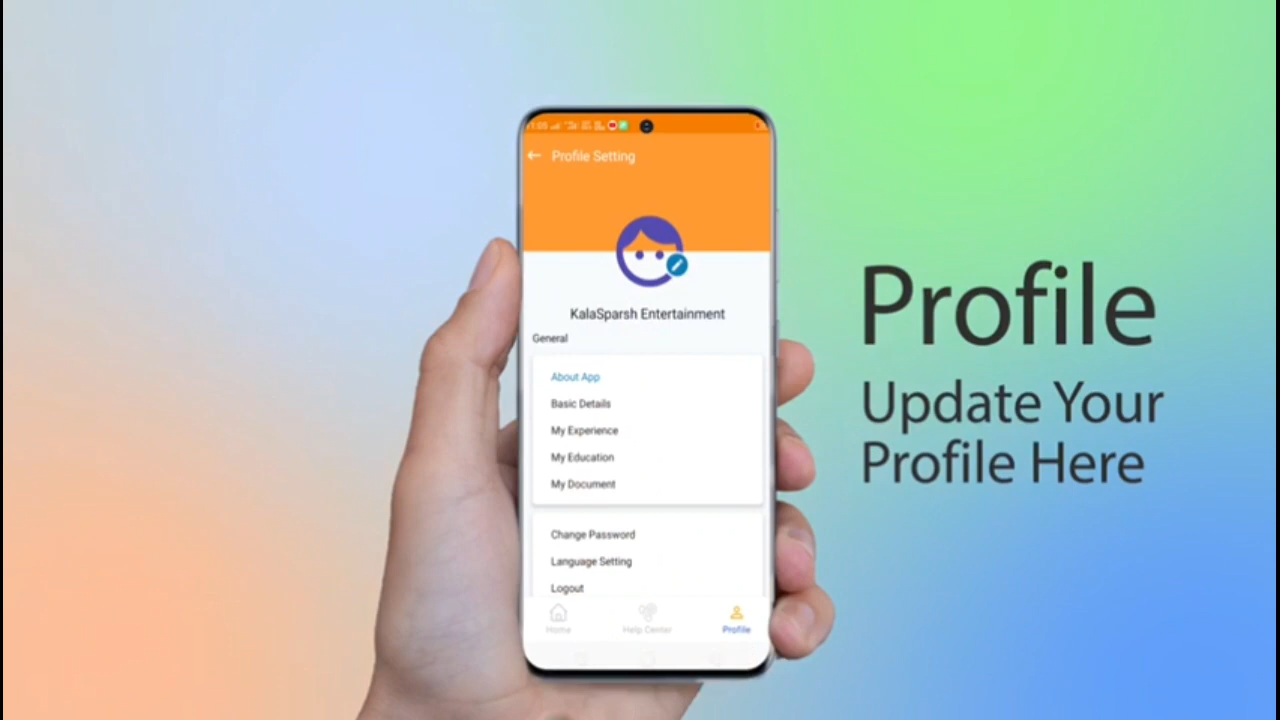 Profile Setting
KalaSparsh Entertainment
General
About App
Basic Details
My Experience
My Education
My Document
Change Password
Language Setting
Logout
Home
Help Center
Profile
Profile
Update Your
Profile Here